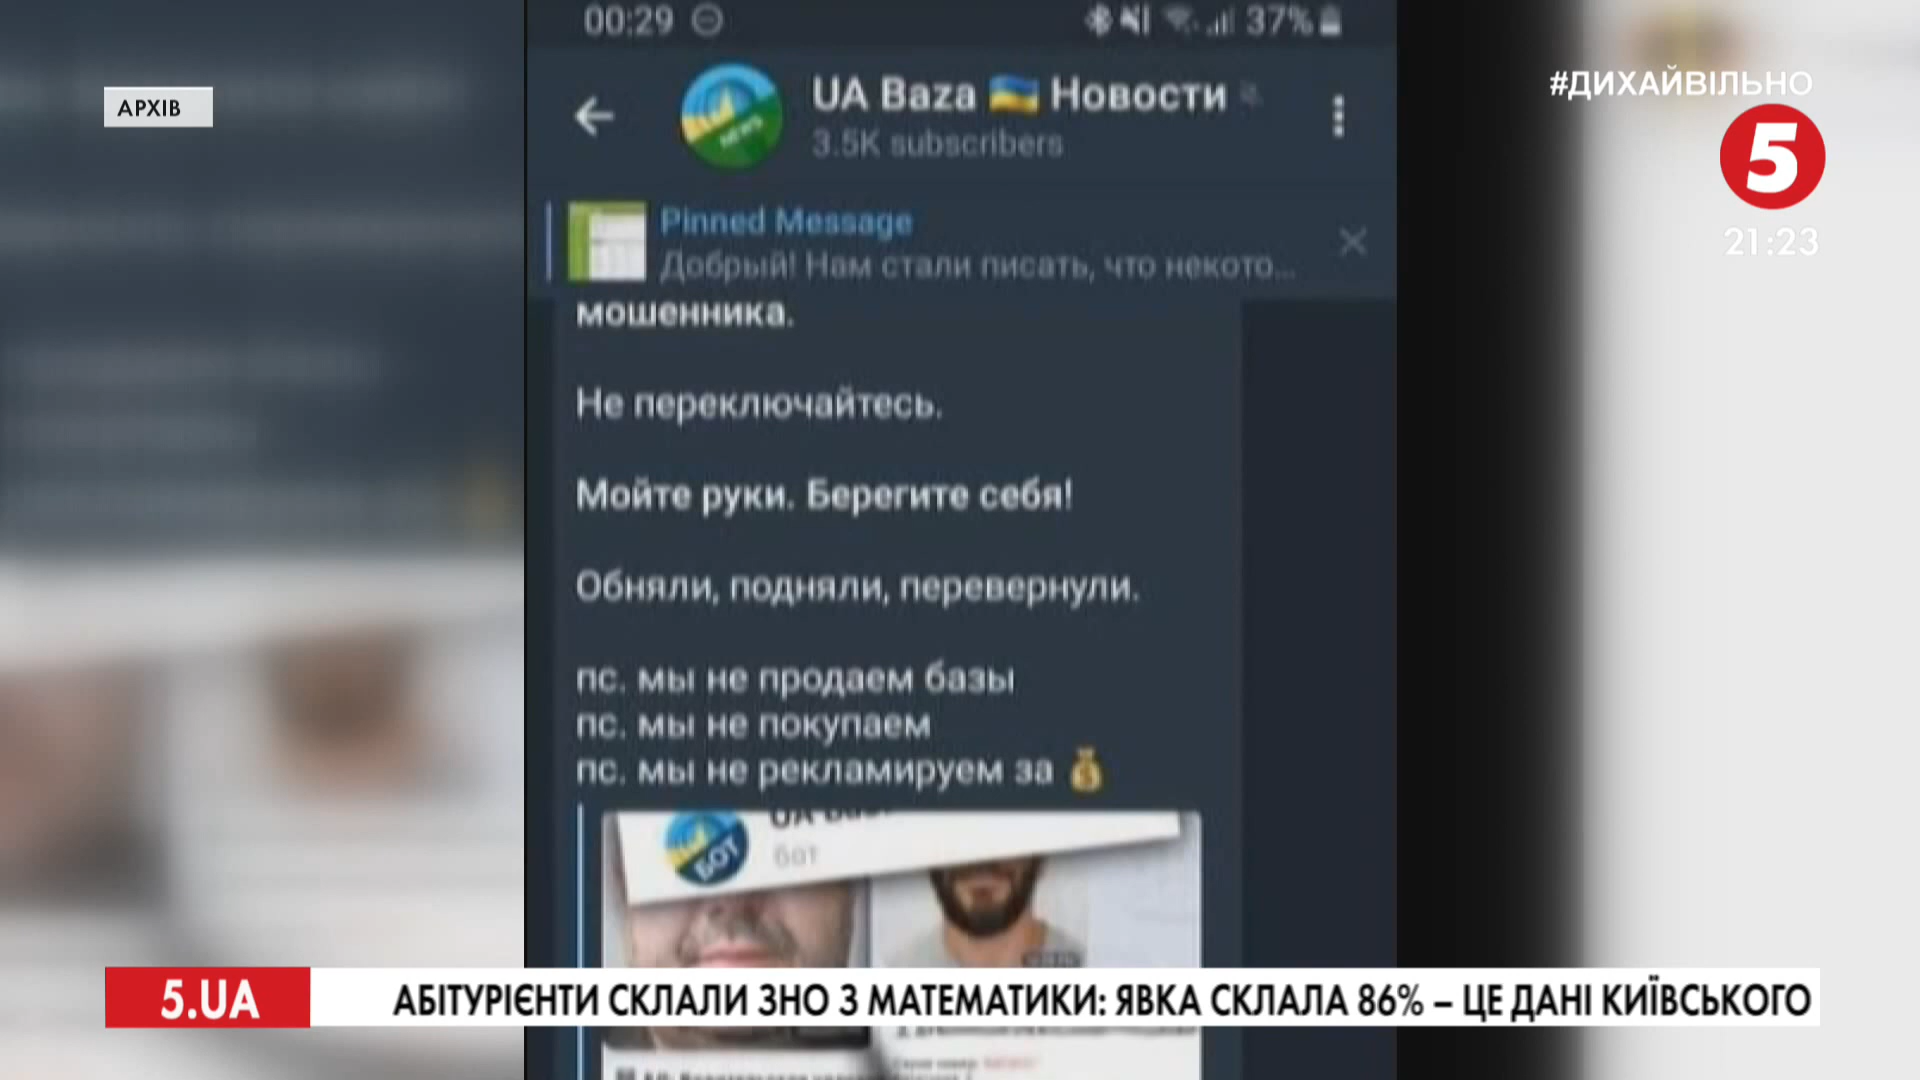 00:29
37%
АРХІВ
UA Baza Новости
3.5K subscribers
NEWS
#ДИХАЙВІЛЬНО
5
21:23
Pinned Message
Добрый! Нам стали писать, что некото...
мошенника.
Не переключайтесь.
Мойте руки. Берегите себя!
Обняли, подняли, перевернули.
пс. мы не продаем базы
пс. мы не покупаем
пс. мы не рекламируем за
БОТ
бот
5.UA
АБІТУРІЄНТИ СКЛАЛИ ЗНО З МАТЕМАТИКИ: ЯВКА СКЛАЛА 86% – ЦЕ ДАНІ КИЇВСЬКОГО